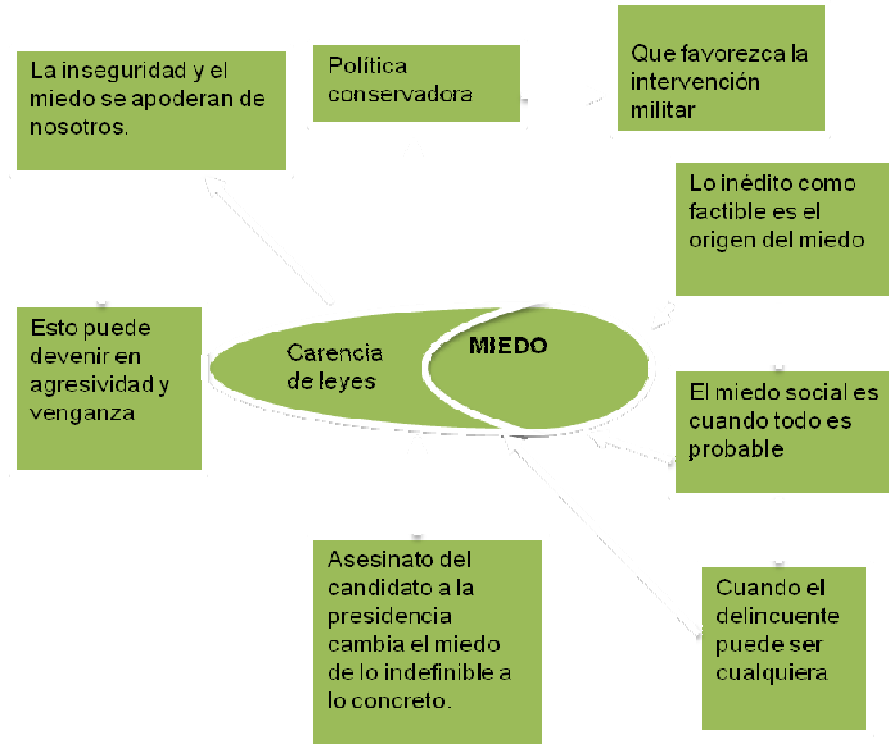 La inseguridad y el
miedo se apoderan de
nosotros.
Política
conservadora
Que favorezca la
intervención
militar
Lo inédito como
factible es el
origen del miedo
Esto puede
devenir en
agresividad y
venganza
Carencia
de leyes
MIEDO
El miedo social es
cuando todo es
probable
Asesinato del
candidato a la
presidencia
cambia el miedo
de lo indefinible a
lo concreto.
Cuando el
delincuente
puede ser
cualquiera